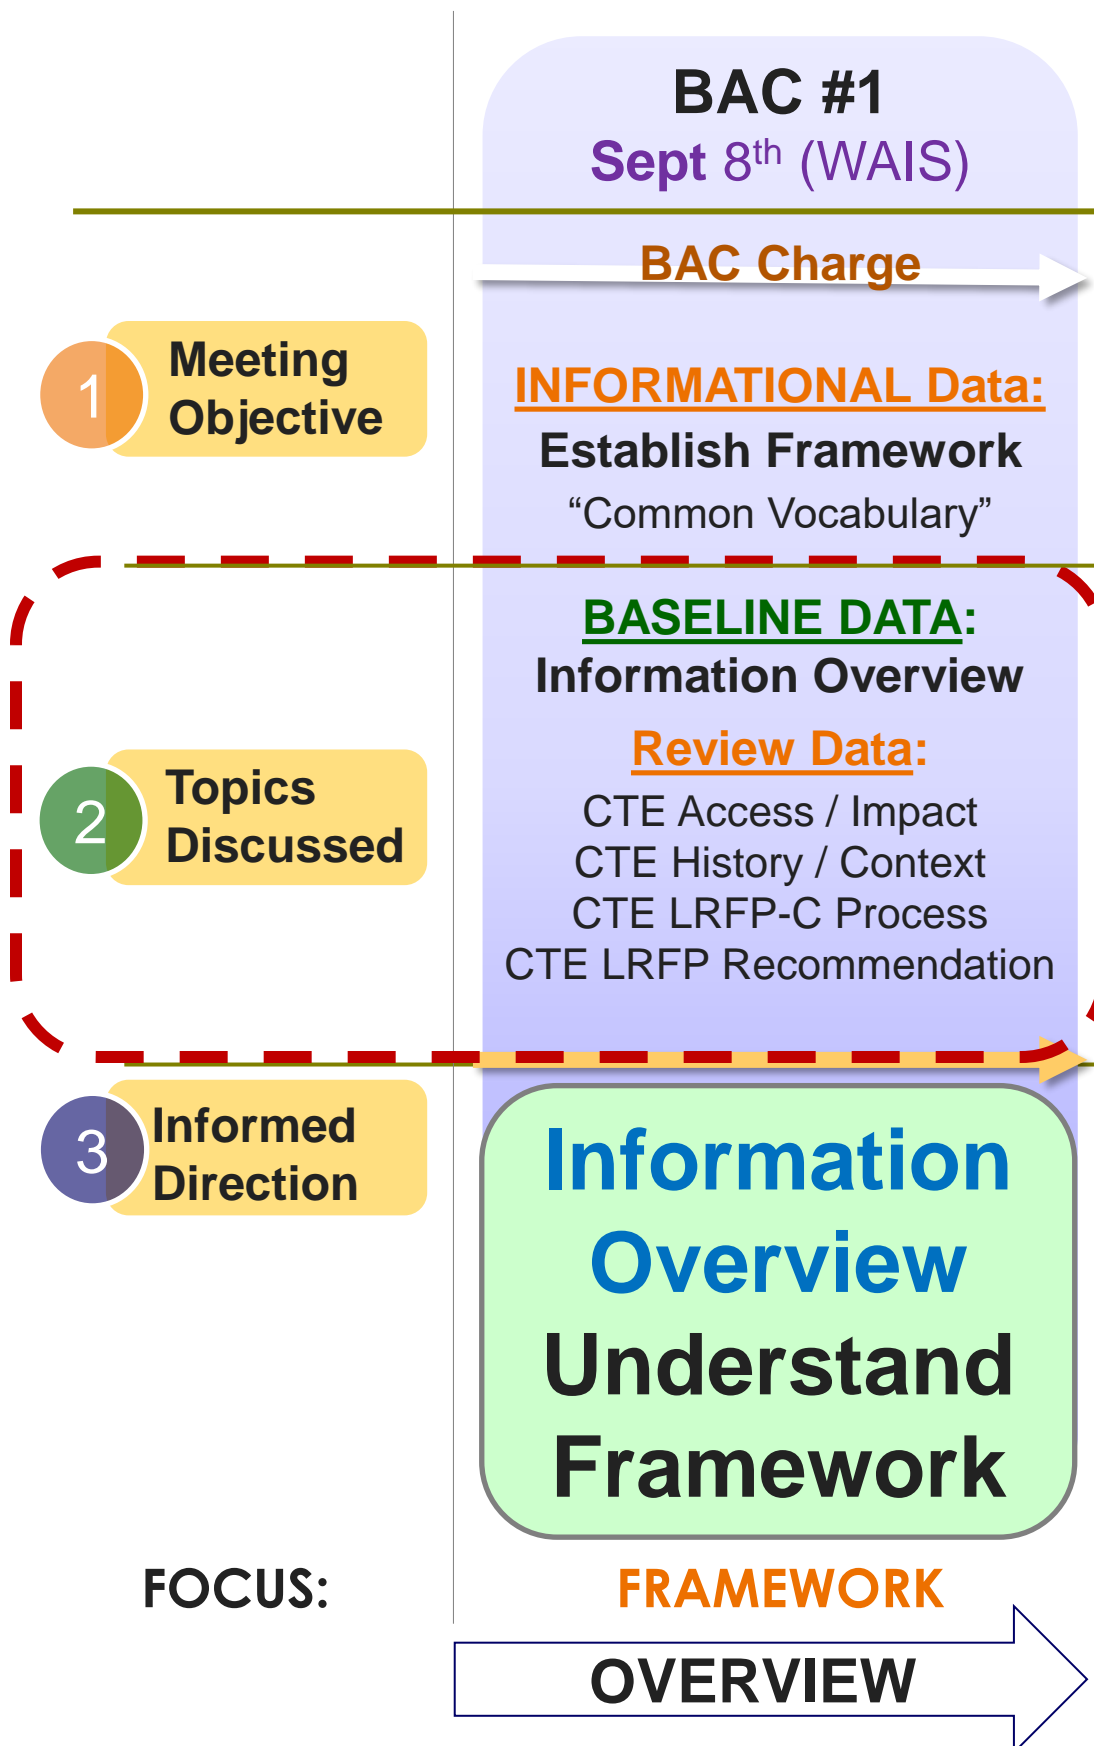 BAC #1
Sept 8th (WAIS)
BAC Charge
1
Meeting
Objective
INFORMATIONAL Data:
Establish Framework
“Common Vocabulary”
2
Topics
Discussed
BASELINE DATA:
Information Overview
Review Data:
CTE Access / Impact
CTE History / Context
CTE LRFP-C Process
CTE LRFP Recommendation
3
Informed
Direction
Information
Overview
Understand
Framework
FOCUS:
FRAMEWORK
OVERVIEW